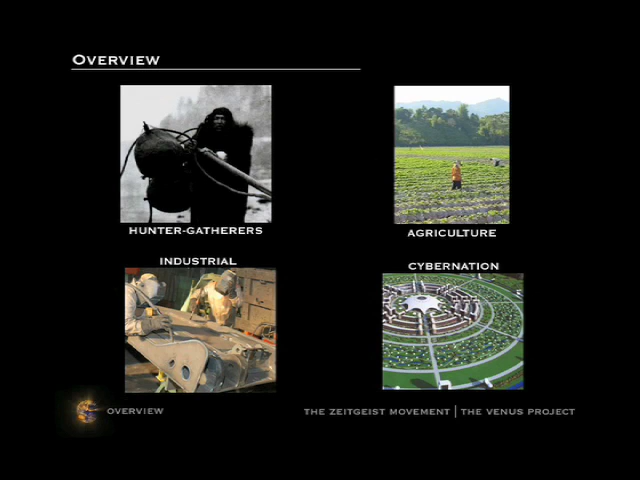 OVERVIEW
HUNTER-GATHERERS
AGRICULTURE
INDUSTRIAL
CYBERNATION
OVERVIEW
THE ZEITGEIST MOVEMENT | THE VENUS PROJECT